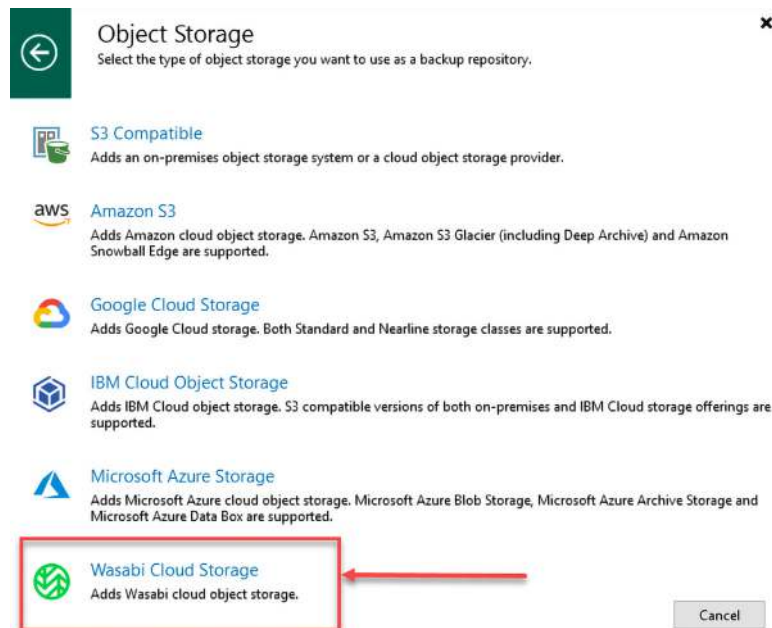 Object Storage
Select the type of object storage you want to use as a backup repository.
S3 Compatible
Adds an on-premises object storage system or a cloud object storage provider.
aws
Amazon S3
Adds Amazon cloud object storage. Amazon S3, Amazon S3 Glacier (including Deep Archive) and Amazon
Snowball Edge are supported.
Google Cloud Storage
Adds Google Cloud storage. Both Standard and Nearline storage classes are supported.
IBM Cloud Object Storage
Adds IBM Cloud object storage. S3 compatible versions of both on-premises and IBM Cloud storage offerings are
supported.
Microsoft Azure Storage
Adds Microsoft Azure cloud object storage. Microsoft Azure Blob Storage, Microsoft Azure Archive Storage and
Microsoft Azure Data Box are supported.
Wasabi Cloud Storage
Adds Wasabi cloud object storage.
Cancel